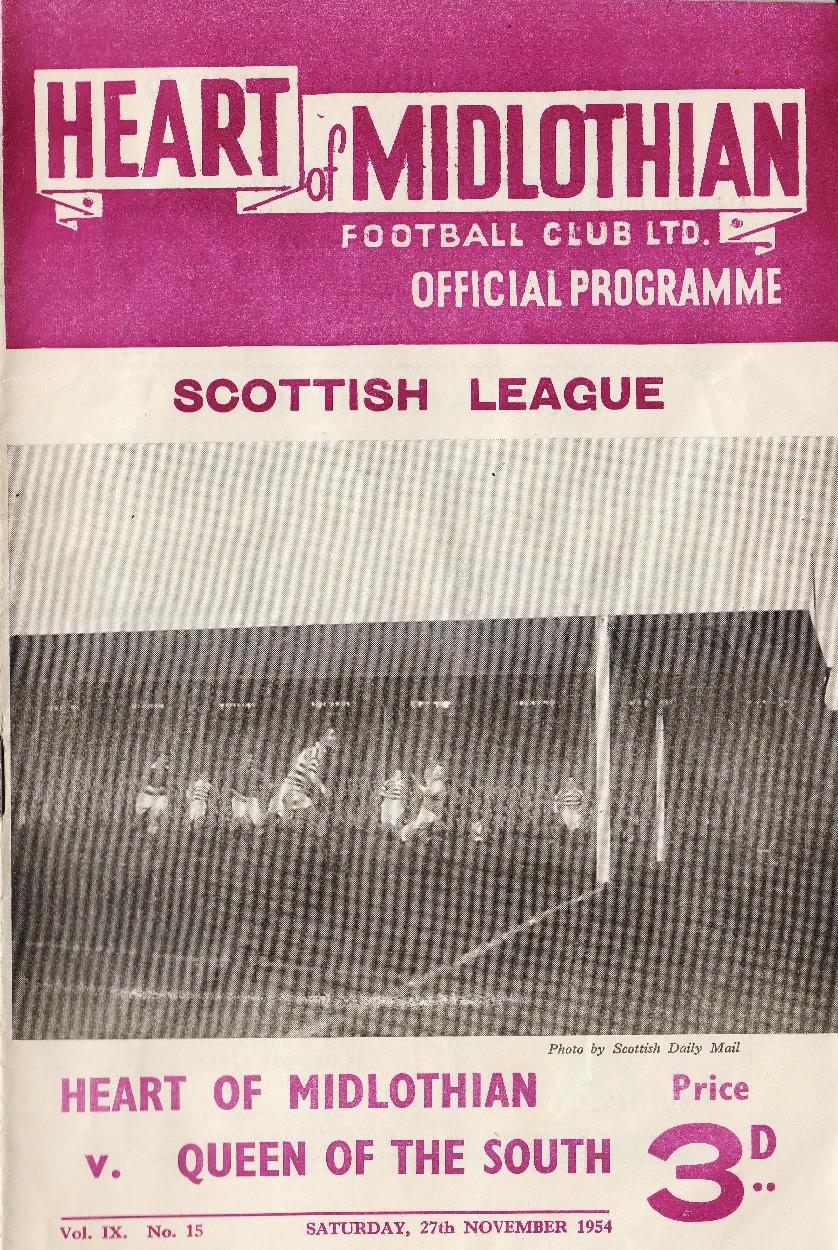 HEART
of MIDLOTHIAN
FOOTBALL CLUB LTD.
OFFICIAL PROGRAMME
SCOTTISH LEAGUE
Photo by Scottish Daily Mail
HEART OF MIDLOTHIAN
v. QUEEN OF THE SOUTH
Price
3D..
Vol. IX. No. 15 SATURDAY, 27th NOVEMBER 1954